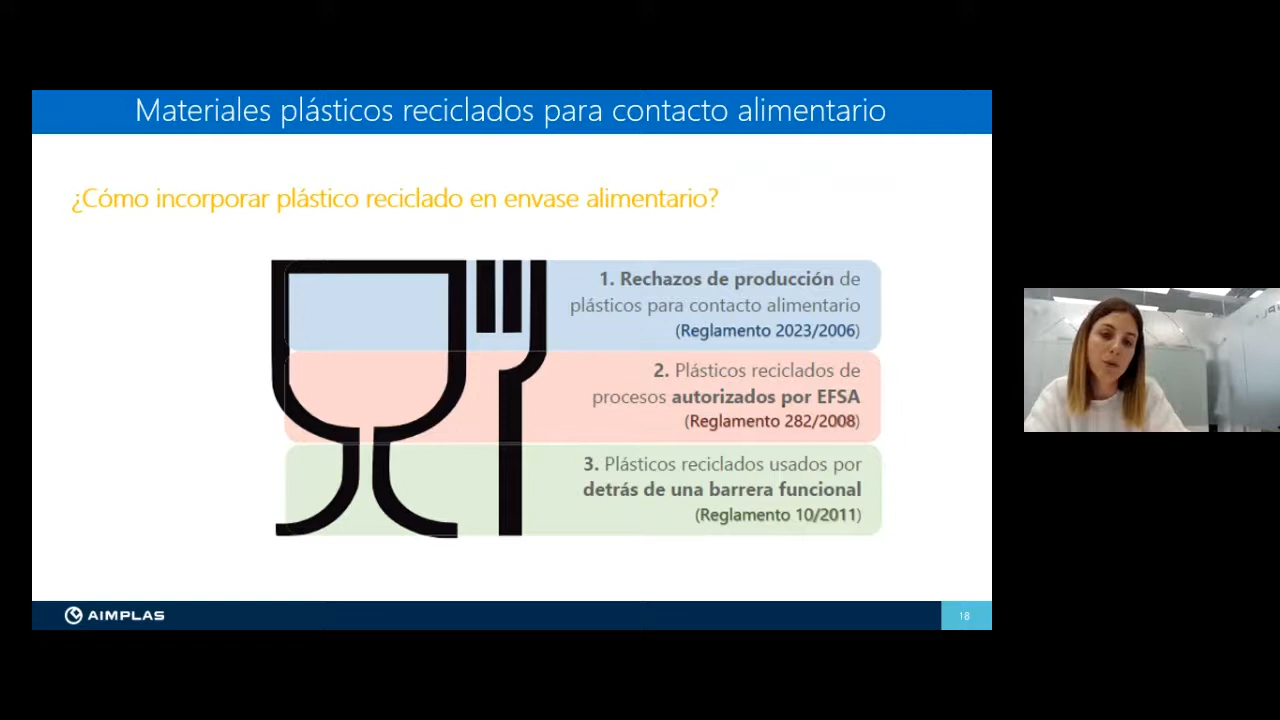 Materiales plásticos reciclados para contacto alimentario
¿Cómo incorporar plástico reciclado en envase alimentario?
1. Rechazos de producción de
plásticos para contacto alimentario
(Reglamento 2023/2006)
2. Plásticos reciclados de
procesos autorizados por EFSA
(Reglamento 282/2008)
3. Plásticos reciclados usados por
detrás de una barrera funcional
(Reglamento 10/2011)
AIMPLAS
18